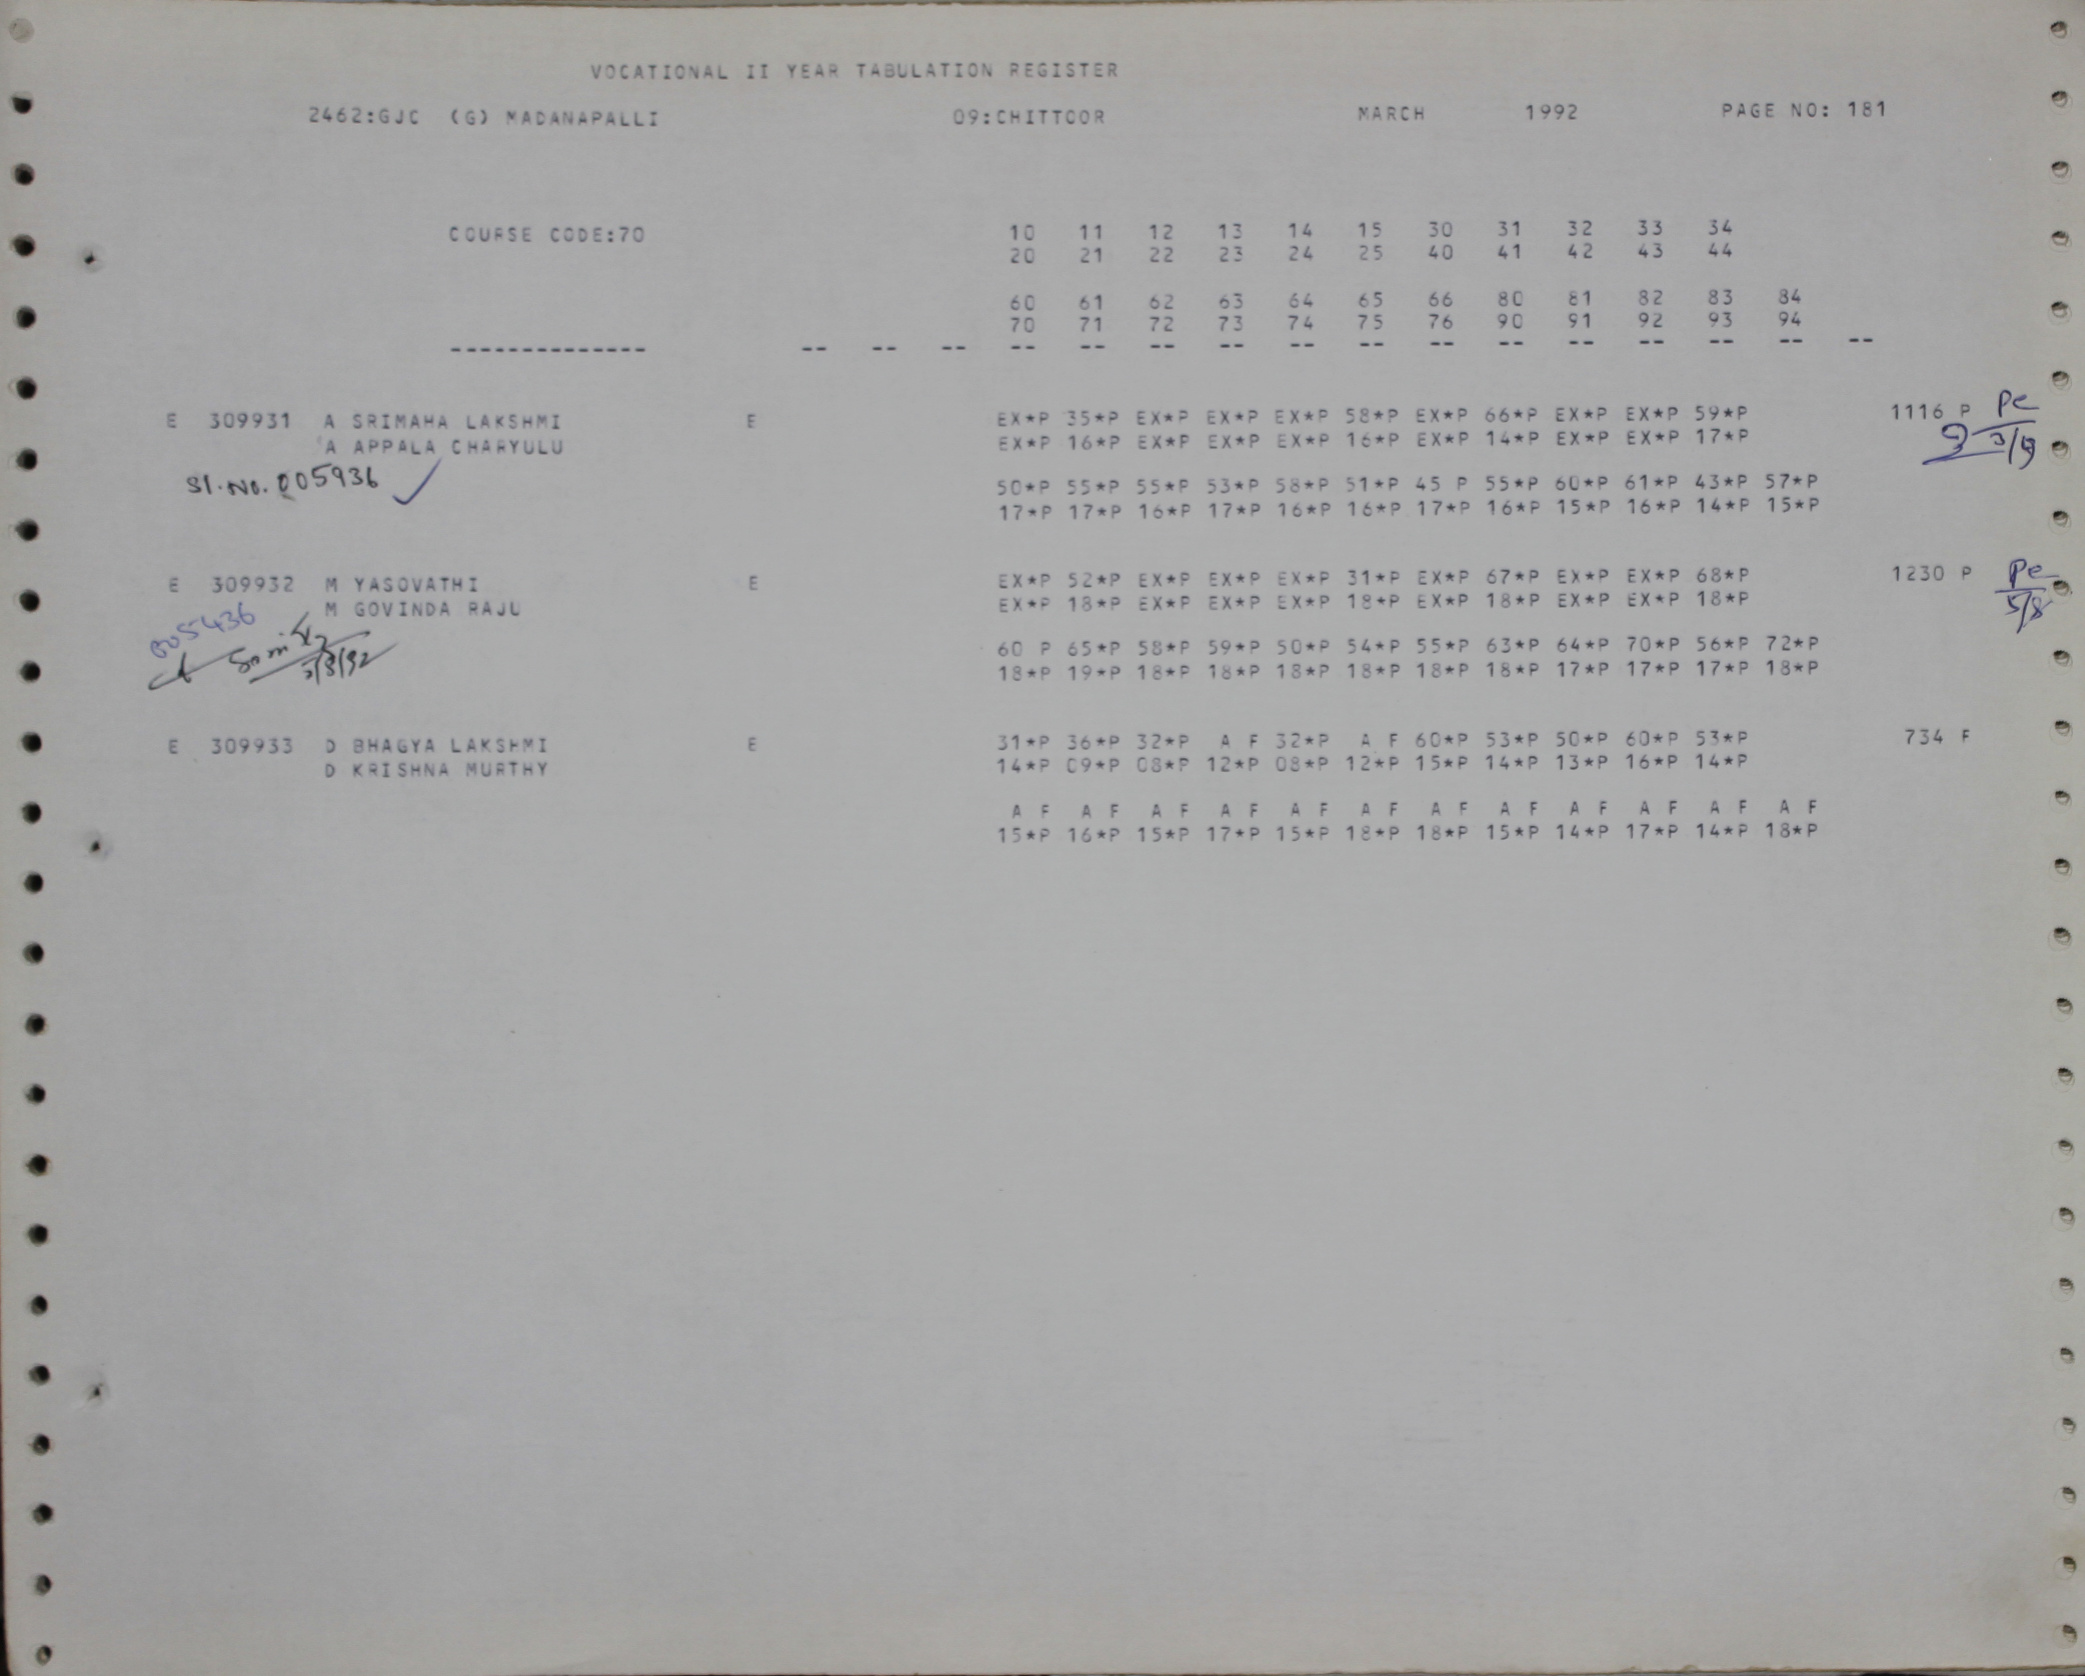 VOCATIONAL II YEAR TABULATION REGISTER
2462:GJC (G) MADANAPALLI 09:CHITTOOR MARCH 1992 PAGE NO: 181
COURSE CODE:70 10 11 12 13 14 15 30 31 32 33 34
20 21 22 23 24 25 40 41 42 43 44
60 61 62 63 64 65 66 80 81 82 83 84
70 71 72 73 74 75 76 90 91 92 93 94
-------------- -- -- -- -- -- -- -- -- -- -- -- -- -- -- -- --
E 309931 A SRIMAHA LAKSHMI E EX*P 35*P EX*P EX*P EX*P 58*P EX*P 66*P EX*P EX*P 59*P 1116 P Pc
A APPALA CHARYULU EX*P 16*P EX*P EX*P EX*P 16*P EX*P 14*P EX*P EX*P 17*P
Sl.No. 005936 50*P 55*P 55*P 53*P 58*P 51*P 45 P 55*P 60*P 61*P 43*P 57*P
17*P 17*P 16*P 17*P 16*P 16*P 17*P 16*P 15*P 16*P 14*P 15*P
E 309932 M YASOVATHI E EX*P 52*P EX*P EX*P EX*P 31*P EX*P 67*P EX*P EX*P 68*P 1230 P Pc
M GOVINDA RAJU EX*P 18*P EX*P EX*P EX*P 18*P EX*P 18*P EX*P EX*P 18*P 5/8
005436 60 P 65*P 58*P 59*P 50*P 54*P 55*P 63*P 64*P 70*P 56*P 72*P
18*P 19*P 18*P 18*P 18*P 18*P 18*P 18*P 17*P 17*P 17*P 18*P
E 309933 D BHAGYA LAKSHMI E 31*P 36*P 32*P A F 32*P A F 60*P 53*P 50*P 60*P 53*P 734 F
D KRISHNA MURTHY 14*P 09*P 08*P 12*P 08*P 12*P 15*P 14*P 13*P 16*P 14*P
A F A F A F A F A F A F A F A F A F A F A F A F
15*P 16*P 15*P 17*P 15*P 18*P 18*P 15*P 14*P 17*P 14*P 18*P